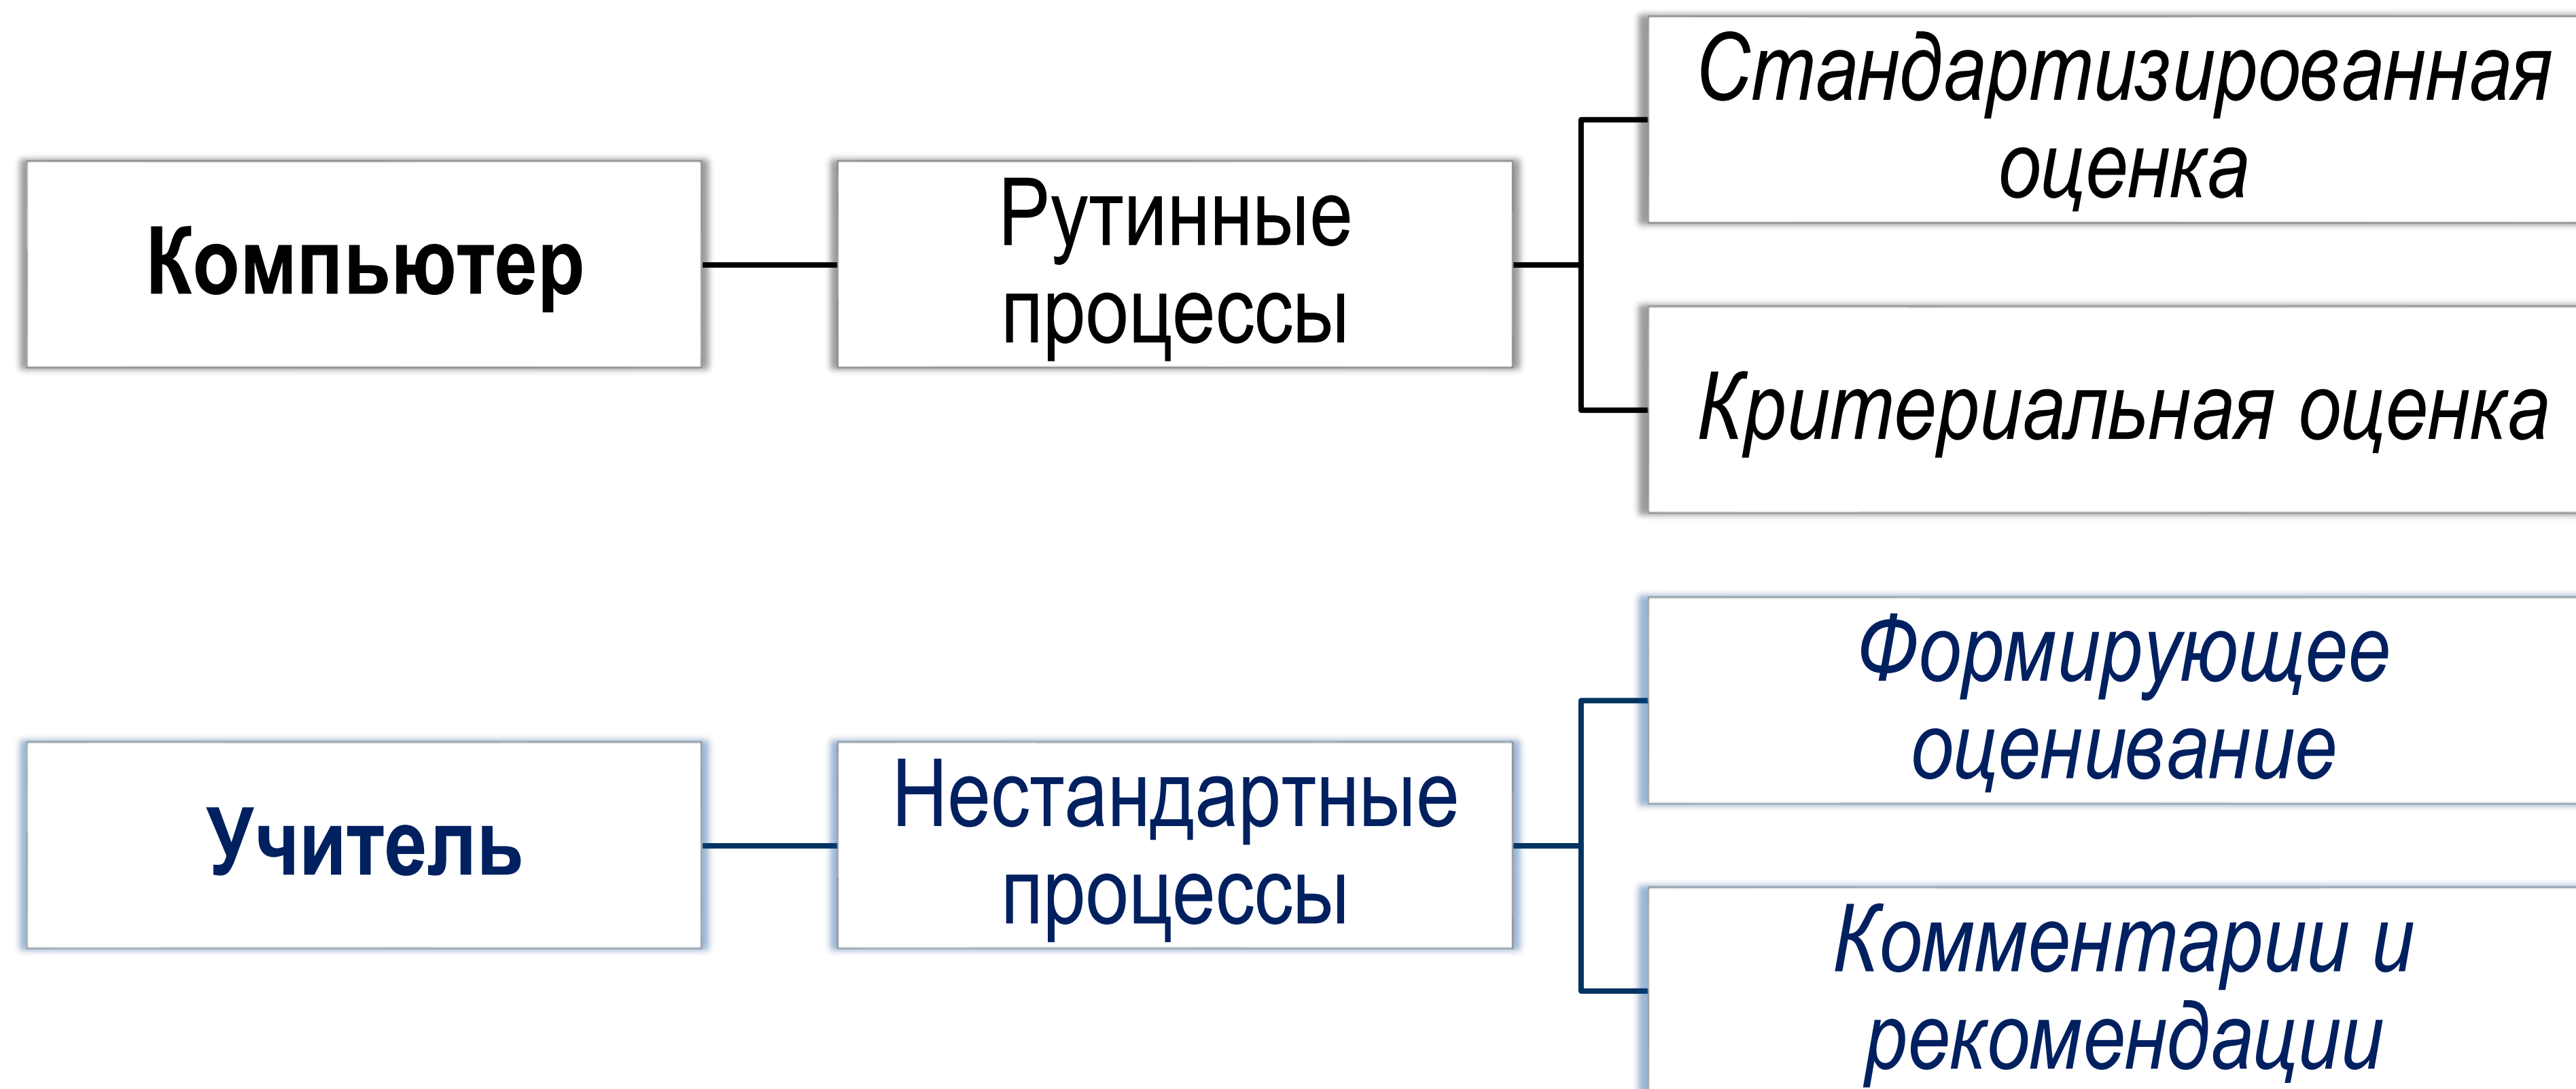 Компьютер
Рутинные
процессы
Стандартизированная
оценка
Критериальная оценка
Учитель
Нестандартные
процессы
Формирующее
оценивание
Комментарии и
рекомендации